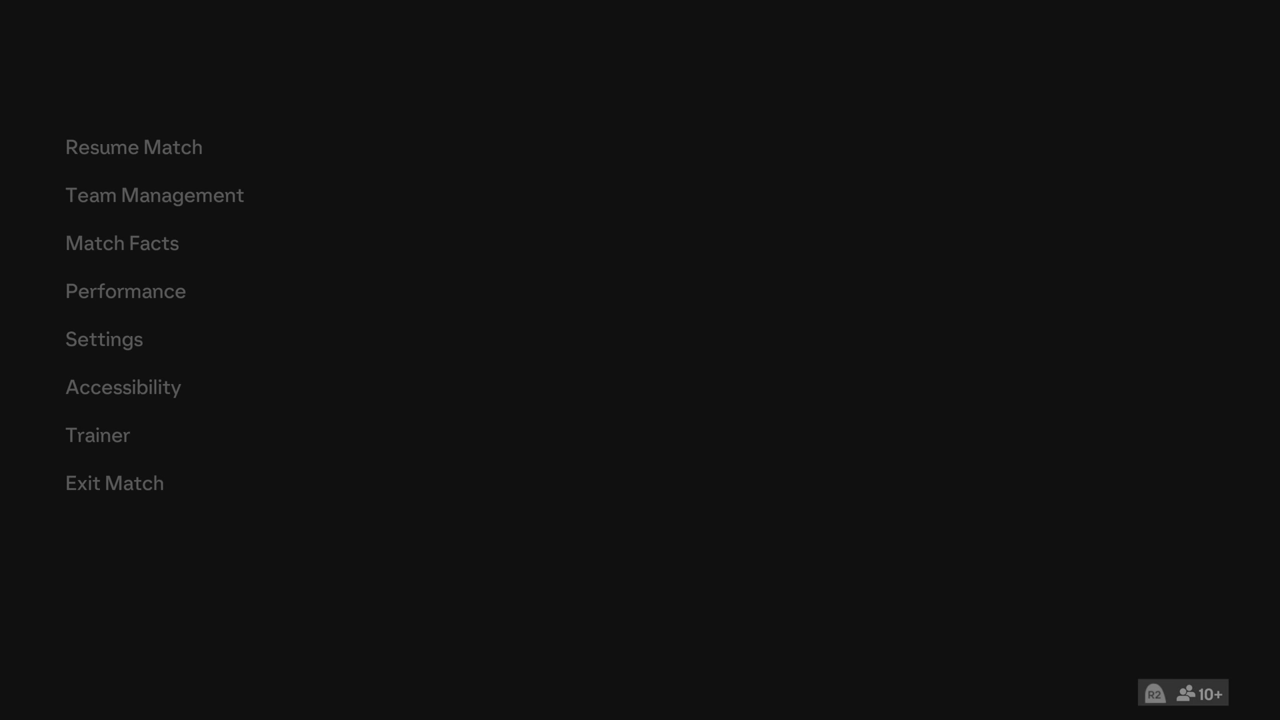 Resume Match
Team Management
Match Facts
Performance
Settings
Accessibility
Trainer
Exit Match
R2 10+